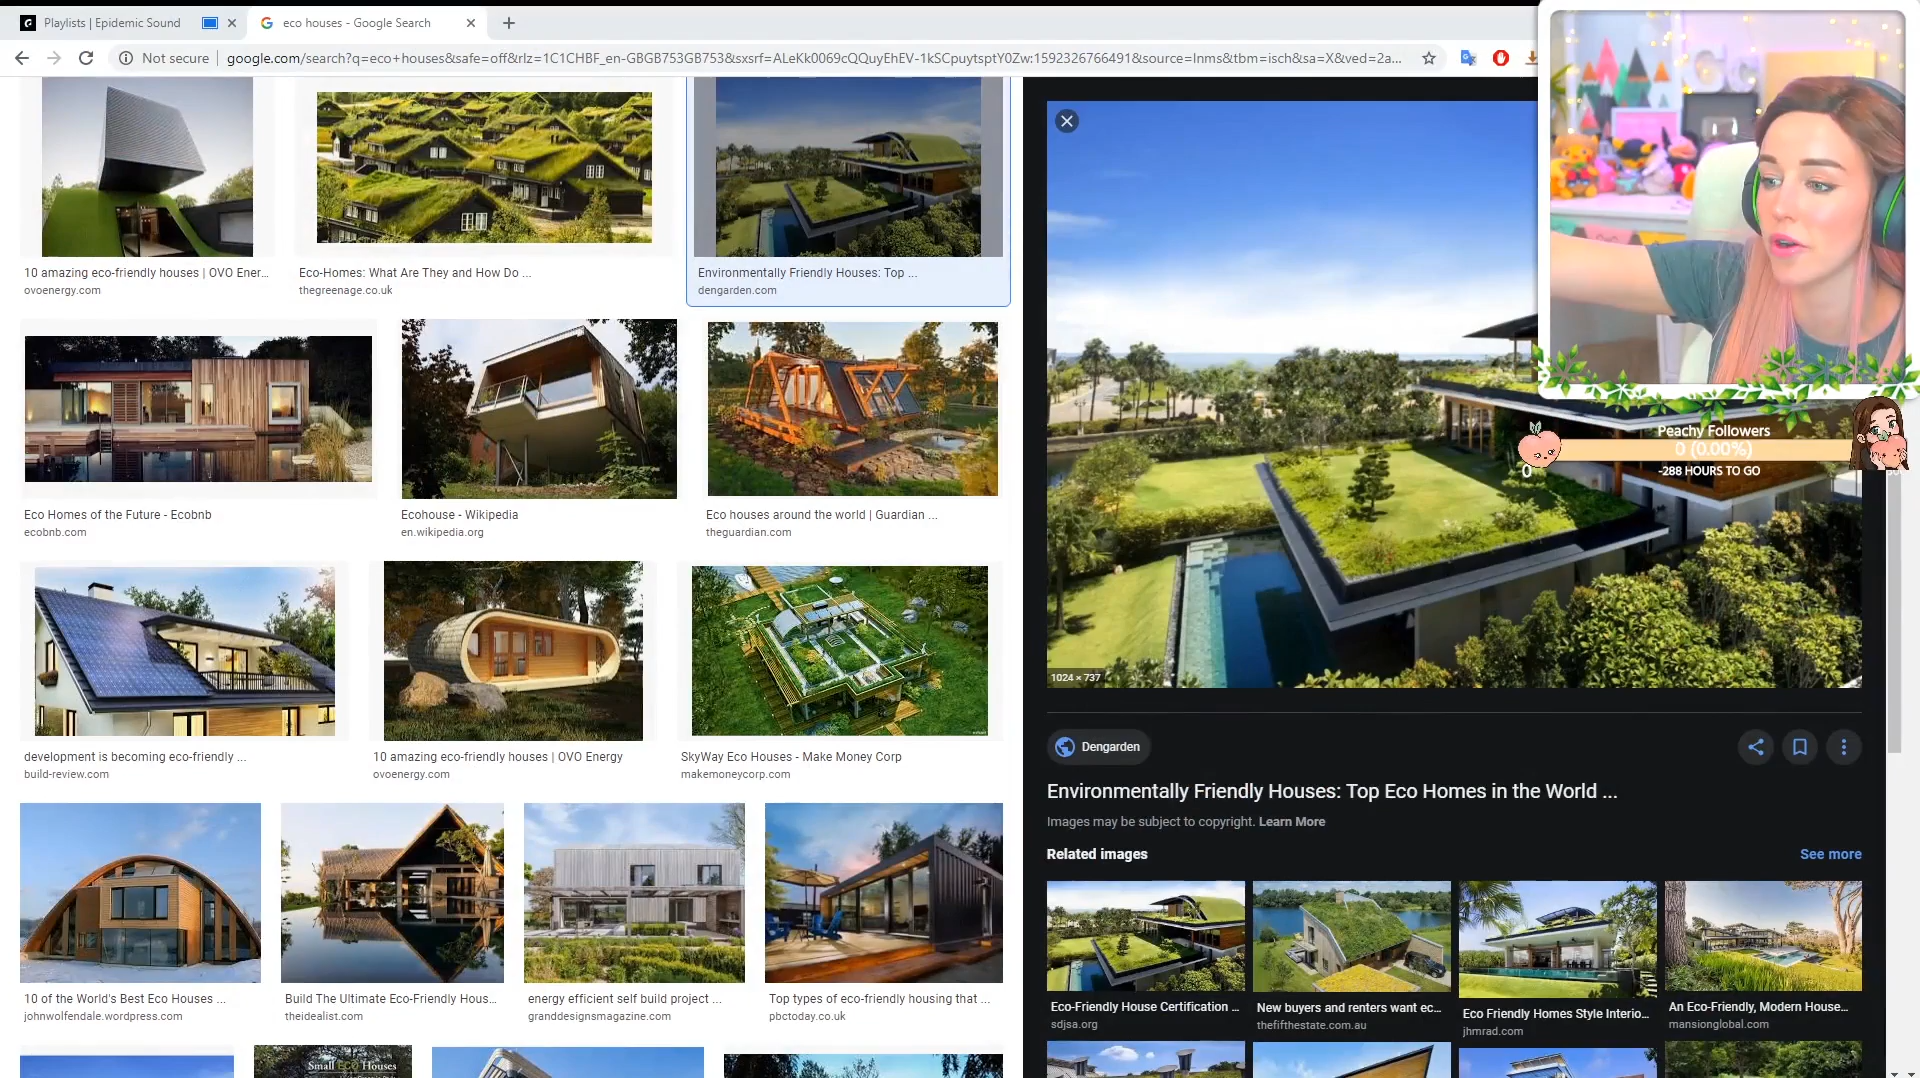 Playlists | Epidemic Sound
eco houses - Google Search
Not secure
google.com/search?q=eco+houses&safe=off&rlz=1C1CHBF_en-GBGB753GB753&sxsrf=ALeKk0069cQQuyEhEV-1kSCpuytsptY0Zw:1592326766491&source=lnms&tbm=isch&sa=X&ved=2a...
10 amazing eco-friendly houses | OVO Ener...
ovoenergy.com
Eco-Homes: What Are They and How Do ...
thegreenage.co.uk
Environmentally Friendly Houses: Top ...
dengarden.com
Eco Homes of the Future - Ecobnb
ecobnb.com
Ecohouse - Wikipedia
en.wikipedia.org
Eco houses around the world | Guardian ...
theguardian.com
development is becoming eco-friendly ...
build-review.com
10 amazing eco-friendly houses | OVO Energy
ovoenergy.com
SkyWay Eco Houses - Make Money Corp
makemoneycorp.com
10 of the World's Best Eco Houses ...
johnwolfendale.wordpress.com
Build The Ultimate Eco-Friendly Hous...
theidealist.com
energy efficient self build project ...
granddesignsmagazine.com
Top types of eco-friendly housing that ...
pbctoday.co.uk
Small ECO Houses
Peachy Followers
0 (0.00%)
0
-288 HOURS TO GO
1024 × 737
Dengarden
Environmentally Friendly Houses: Top Eco Homes in the World ...
Images may be subject to copyright. Learn More
Related images
See more
Eco-Friendly House Certification ...
sdjsa.org
New buyers and renters want ec...
thefifthestate.com.au
Eco Friendly Homes Style Interio...
jhmrad.com
An Eco-Friendly, Modern House...
mansionglobal.com